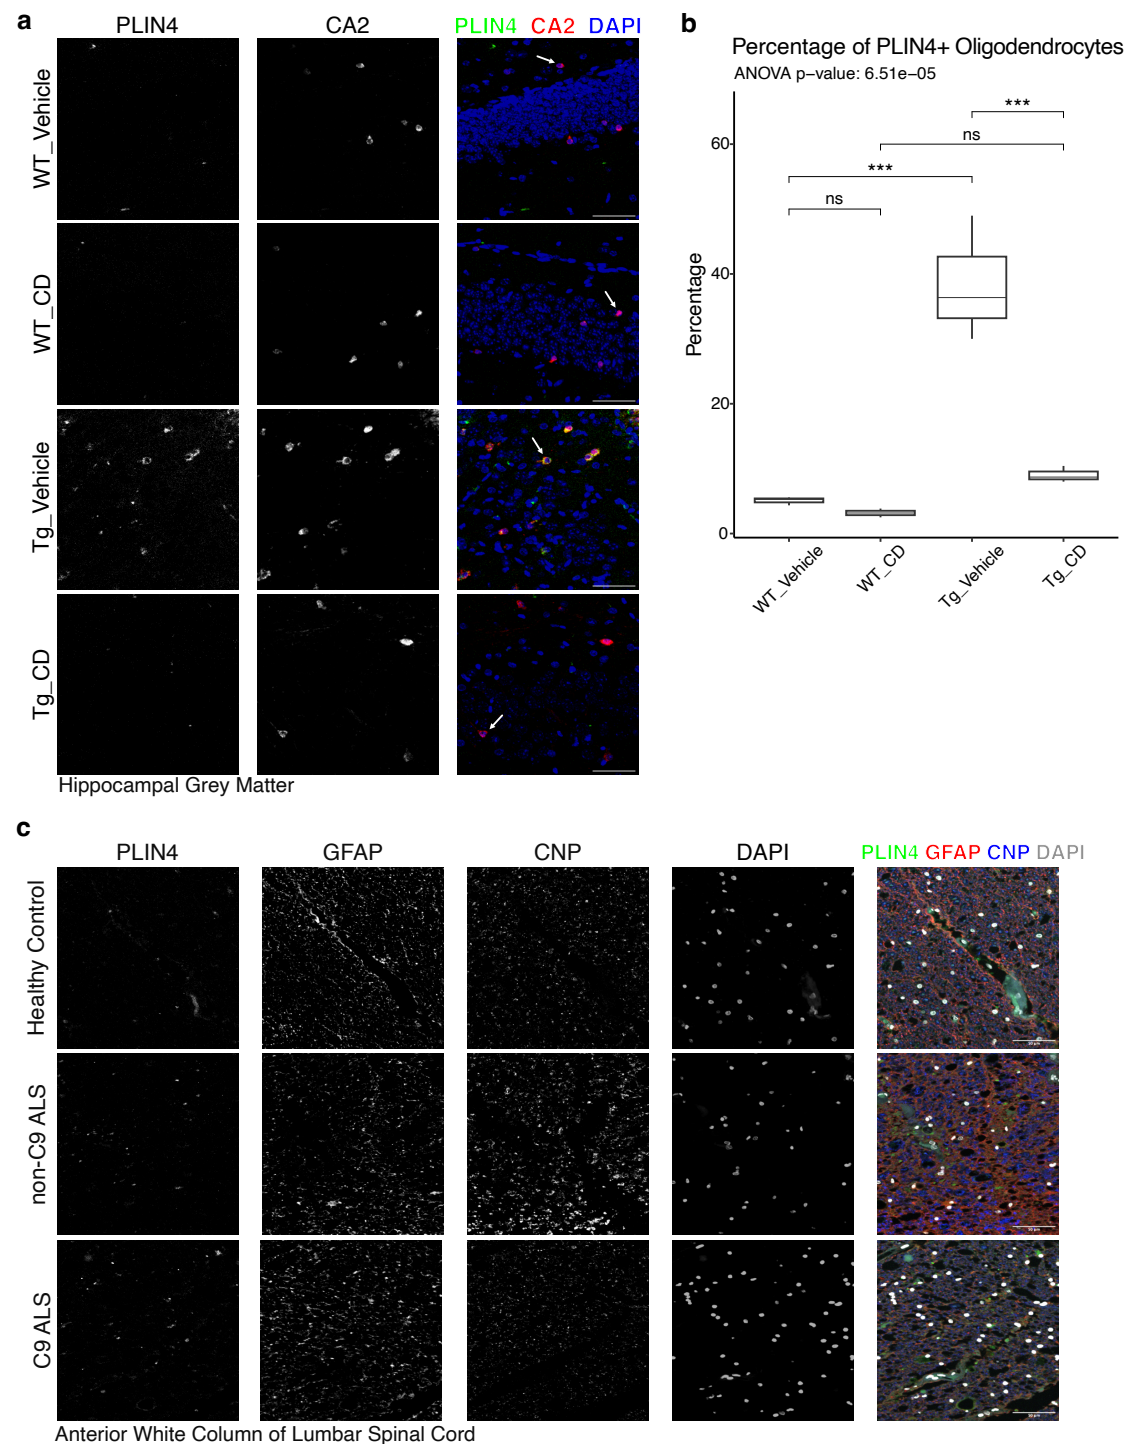 a
PLIN4 CA2 PLIN4 CA2 DAPI
WT_Vehicle
WT_CD
Tg_Vehicle
Tg_CD
Hippocampal Grey Matter
b
Percentage of PLIN4+ Oligodendrocytes
ANOVA p-value: 6.51e-05
***
ns
***
ns
60
40
20
0
Percentage
WT_Vehicle
WT_CD
Tg_Vehicle
Tg_CD
c
PLIN4 GFAP CNP DAPI PLIN4 GFAP CNP DAPI
Healthy Control
non-C9 ALS
C9 ALS
Anterior White Column of Lumbar Spinal Cord